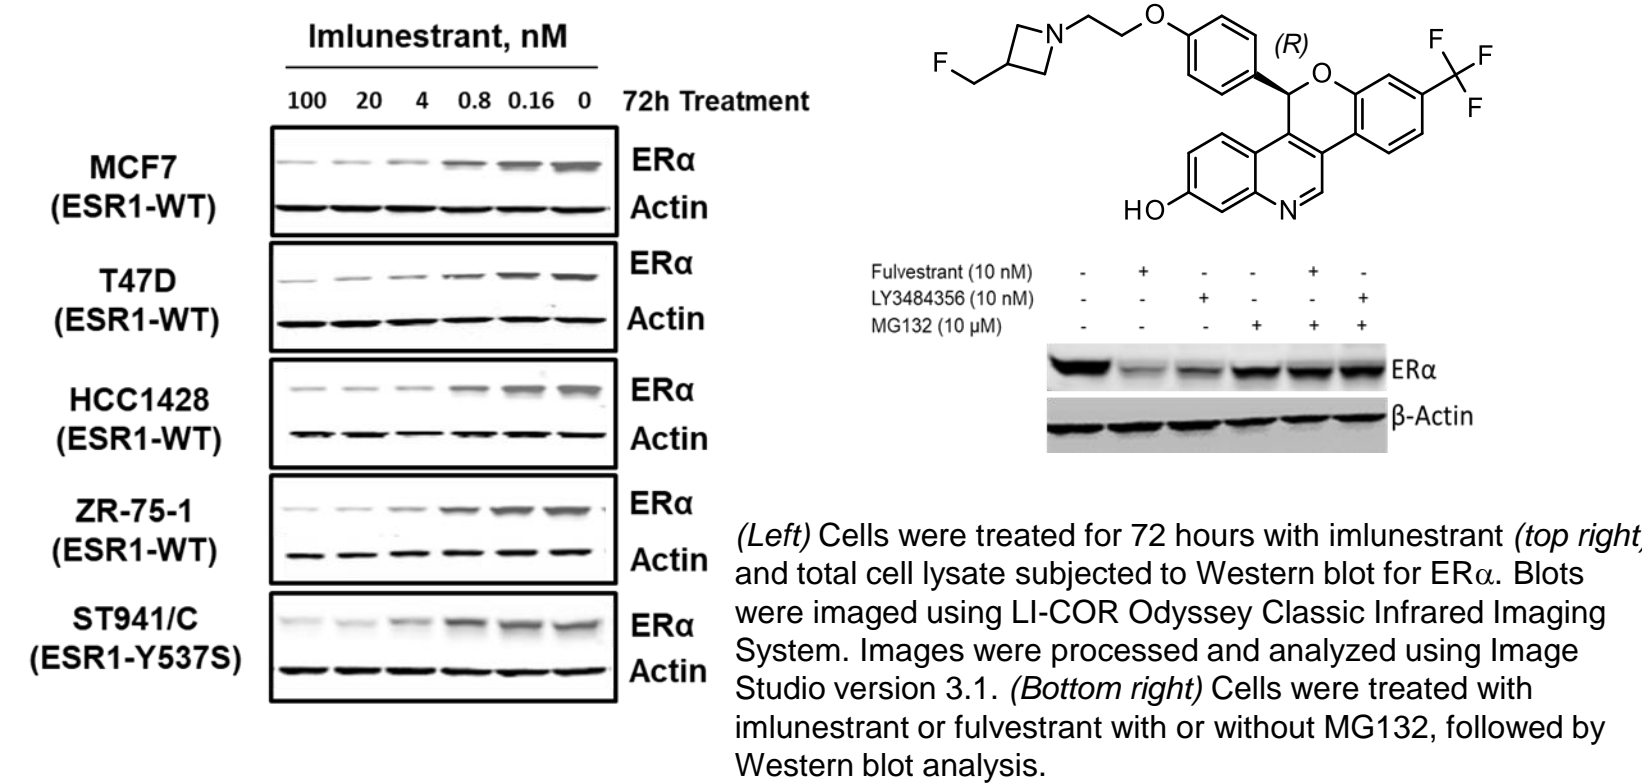 Imlunestrant, nM
100 20 4 0.8 0.16 0 72h Treatment
MCF7
(ESR1-WT)
ERα
Actin
T47D
(ESR1-WT)
ERα
Actin
HCC1428
(ESR1-WT)
ERα
Actin
ZR-75-1
(ESR1-WT)
ERα
Actin
ST941/C
(ESR1-Y537S)
ERα
Actin
F
N
O
(R)
O
F
F
F
HO
N
Fulvestrant (10 nM) - + - - + -
LY3484356 (10 nM) - - + - - +
MG132 (10 µM) - - - + + +
ERα
β-Actin
(Left) Cells were treated for 72 hours with imlunestrant (top right)
and total cell lysate subjected to Western blot for ERα. Blots
were imaged using LI-COR Odyssey Classic Infrared Imaging
System. Images were processed and analyzed using Image
Studio version 3.1. (Bottom right) Cells were treated with
imlunestrant or fulvestrant with or without MG132, followed by
Western blot analysis.